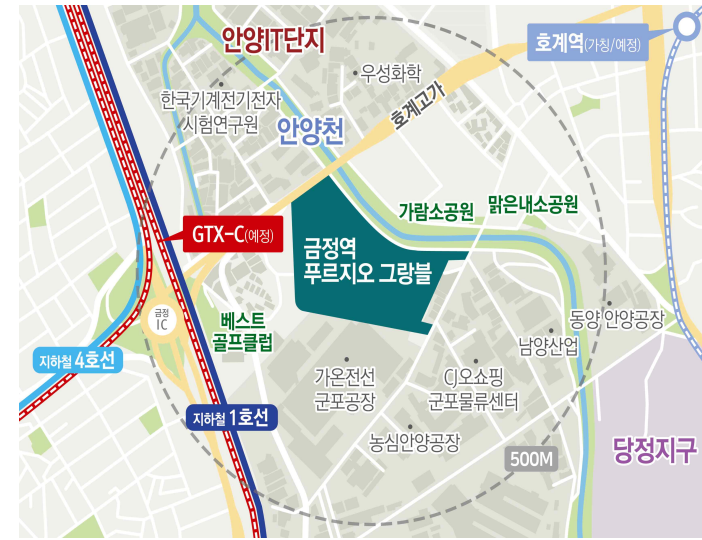 안양IT단지
호계역(가칭/예정)
우성화학
한국기계전기전자
시험연구원
안양천
호계고가
가람소공원
맑은내소공원
GTX-C(예정)
금정역
푸르지오 그랑블
금정
IC
베스트
골프클럽
동양 안양공장
남양산업
지하철 4호선
가온전선
군포공장
CJ오쇼핑
군포물류센터
지하철 1호선
농심안양공장
500M
당정지구